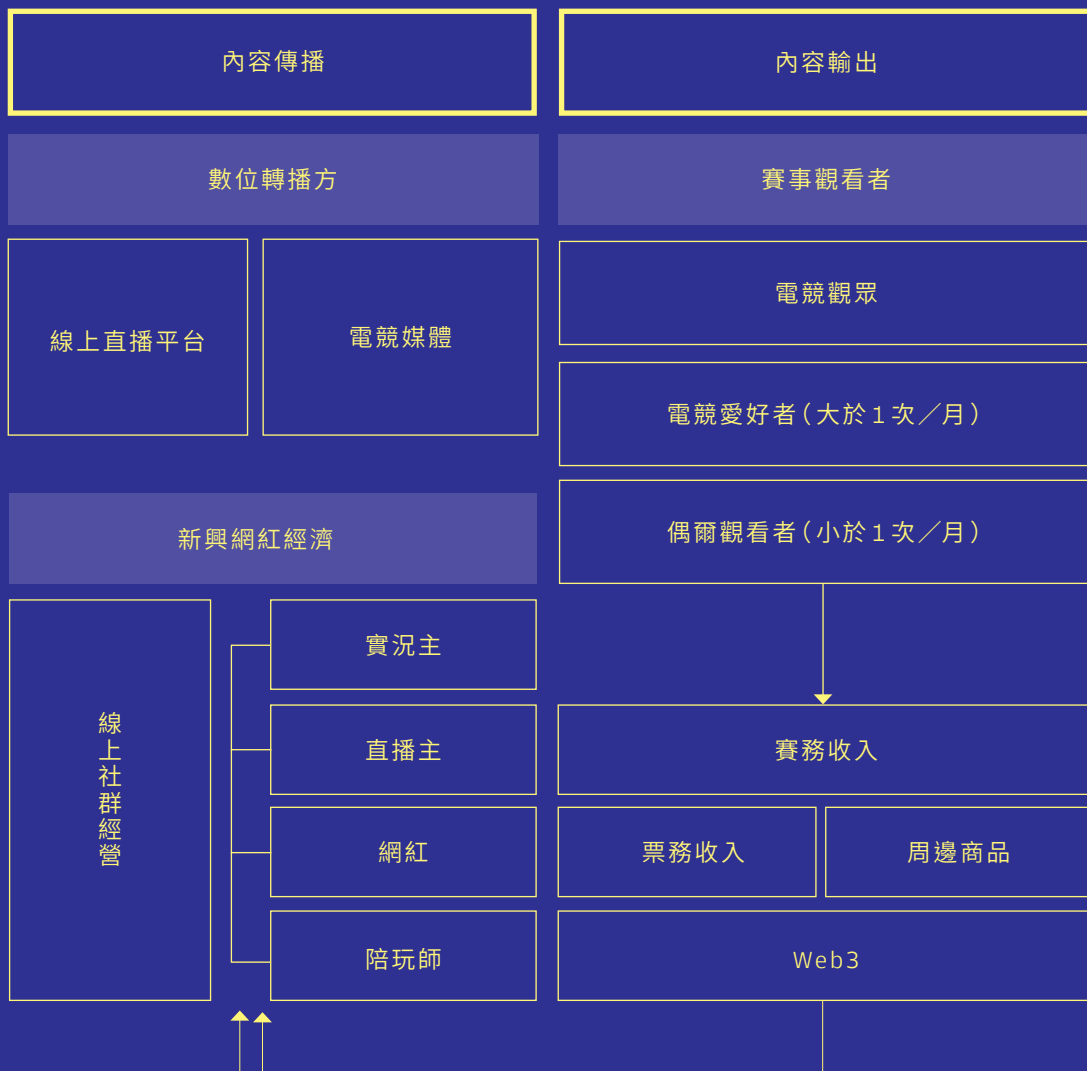 內容傳播
數位轉播方
線上直播平台
電競媒體
新興網紅經濟
線上社群經營
實況主
直播主
網紅
陪玩師
內容輸出
賽事觀看者
電競觀眾
電競愛好者(大於1次／月)
偶爾觀看者(小於1次／月)
賽務收入
票務收入
周邊商品
Web3